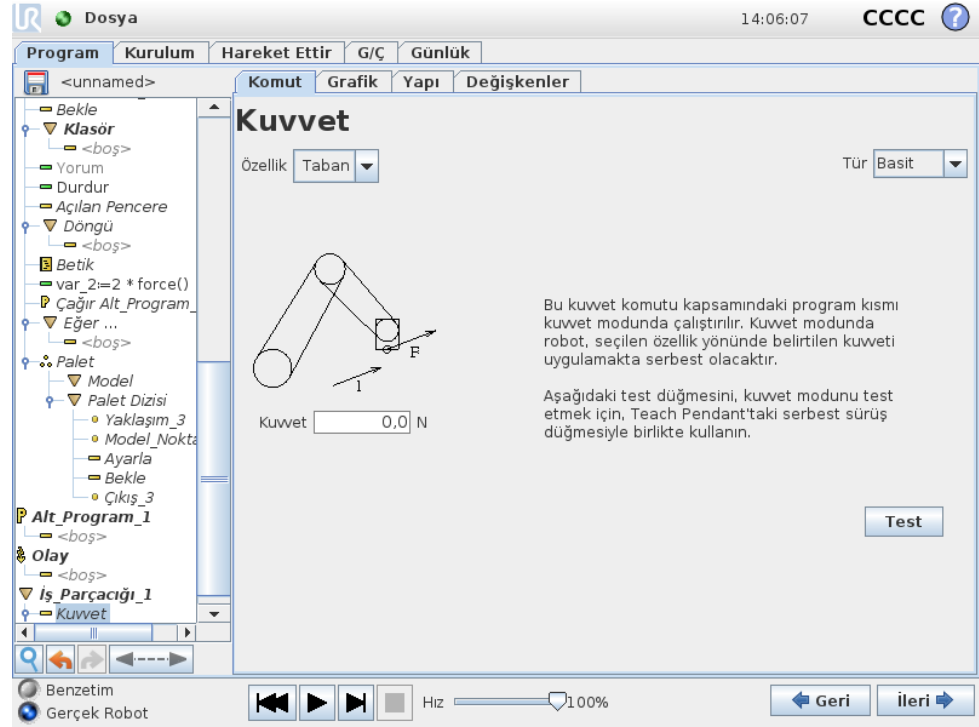 UR Dosya 14:06:07 CCCC ?
Program Kurulum Hareket Ettir G/Ç Günlük
<unnamed>
Komut Grafik Yapı Değişkenler
Bekle
Klasör
<boş>
Yorum
Durdur
Açılan Pencere
Döngü
<boş>
Betik
var_2:=2 * force()
P Çağır Alt_Program_
Eğer ...
<boş>
Palet
Model
Palet Dizisi
Yaklaşım_3
Model_Nokta
Ayarla
Bekle
Çıkış_3
P Alt_Program_1
<boş>
Olay
<boş>
İş_Parçacığı_1
Kuvvet
Kuvvet
Özellik Taban
Tür Basit
F
1
Kuvvet 0,0 N
Bu kuvvet komutu kapsamındaki program kısmı
kuvvet modunda çalıştırılır. Kuvvet modunda
robot, seçilen özellik yönünde belirtilen kuvveti
uygulamakta serbest olacaktır.
Aşağıdaki test düğmesini, kuvvet modunu test
etmek için, Teach Pendant'taki serbest sürüş
düğmesiyle birlikte kullanın.
Test
Benzetim
Gerçek Robot
Hız 100%
Geri İleri